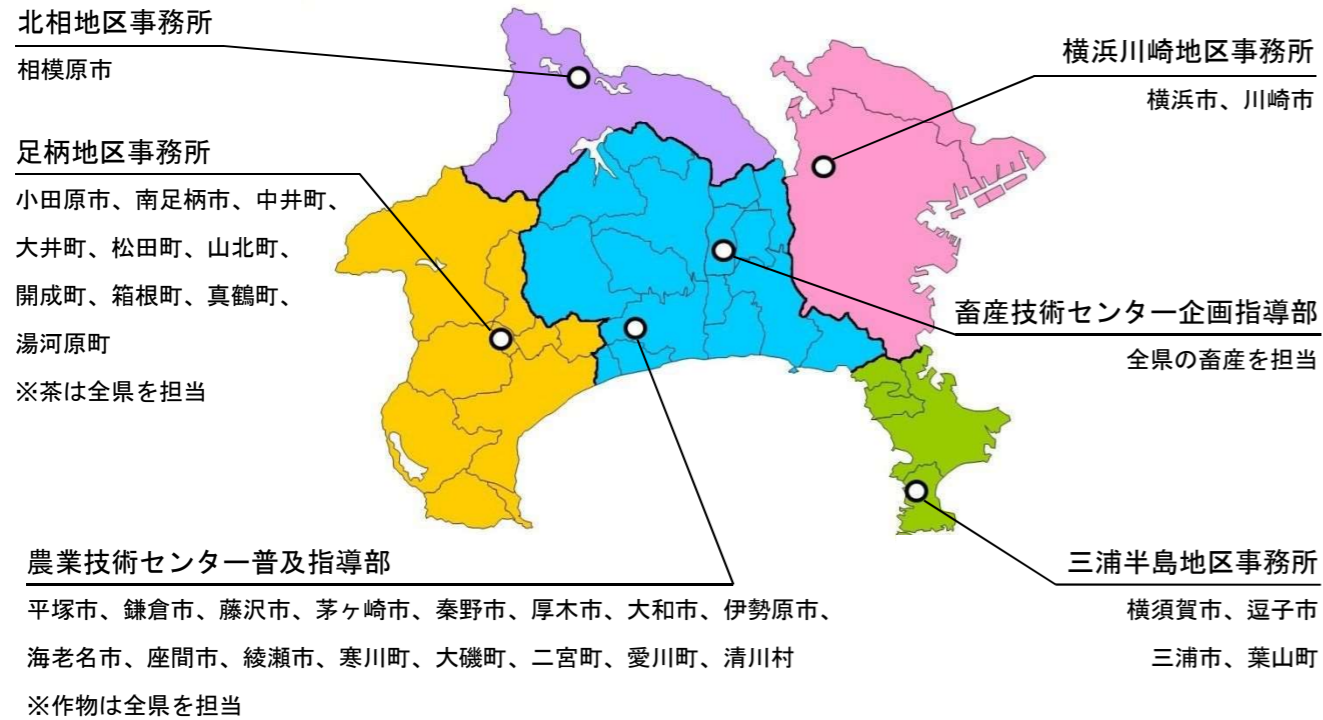 北相地区事務所
相模原市
足柄地区事務所
小田原市、南足柄市、中井町、
大井町、松田町、山北町、
開成町、箱根町、真鶴町、
湯河原町
※茶は全県を担当
横浜川崎地区事務所
横浜市、川崎市
畜産技術センター企画指導部
全県の畜産を担当
農業技術センター普及指導部
平塚市、鎌倉市、藤沢市、茅ヶ崎市、秦野市、厚木市、大和市、伊勢原市、
海老名市、座間市、綾瀬市、寒川町、大磯町、二宮町、愛川町、清川村
※作物は全県を担当
三浦半島地区事務所
横須賀市、逗子市
三浦市、葉山町